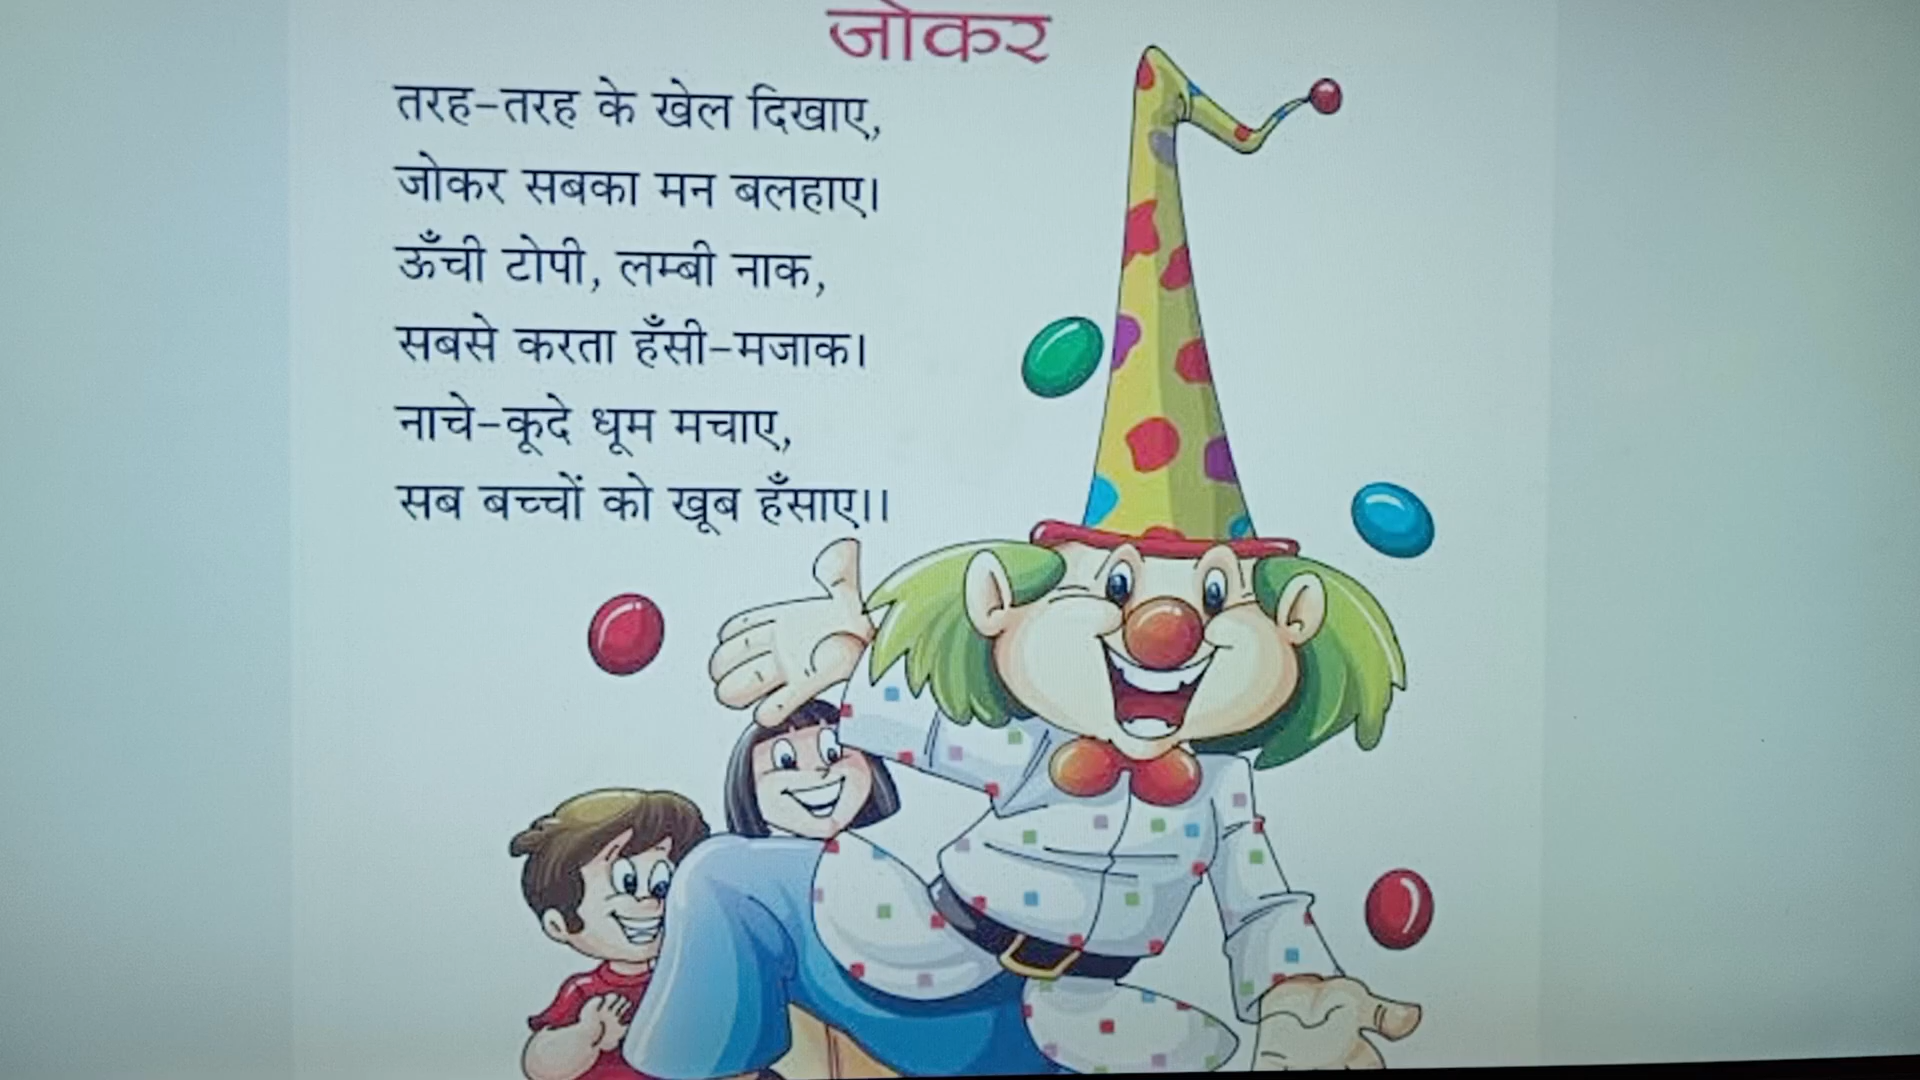 जोकर
तरह-तरह के खेल दिखाए,
जोकर सबका मन बलहाए।
ऊँची टोपी, लम्बी नाक,
सबसे करता हँसी-मजाक।
नाचे-कूदे धूम मचाए,
सब बच्चों को खूब हँसाए।।